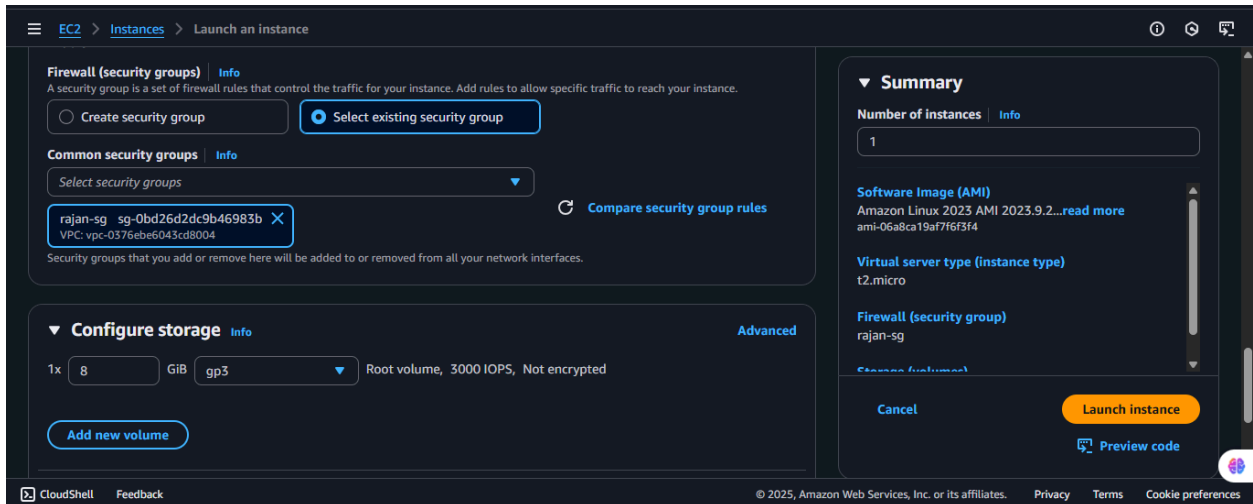 EC2 > Instances > Launch an instance
Firewall (security groups) | Info
A security group is a set of firewall rules that control the traffic for your instance. Add rules to allow specific traffic to reach your instance.
Create security group
Select existing security group
Common security groups | Info
Select security groups
rajan-sg sg-0bd26d2dc9b46983b
VPC: vpc-0376ebe6043cd8004
Compare security group rules
Security groups that you add or remove here will be added to or removed from all your network interfaces.
Configure storage Info
Advanced
1x 8 GiB gp3 Root volume, 3000 IOPS, Not encrypted
Add new volume
Summary
Number of instances | Info
1
Software Image (AMI)
Amazon Linux 2023 AMI 2023.9.2...read more
ami-06a8ca19af7f6f3f4
Virtual server type (instance type)
t2.micro
Firewall (security group)
rajan-sg
Storage (volumes)
Cancel
Launch instance
Preview code
CloudShell Feedback
© 2025, Amazon Web Services, Inc. or its affiliates. Privacy Terms Cookie preferences